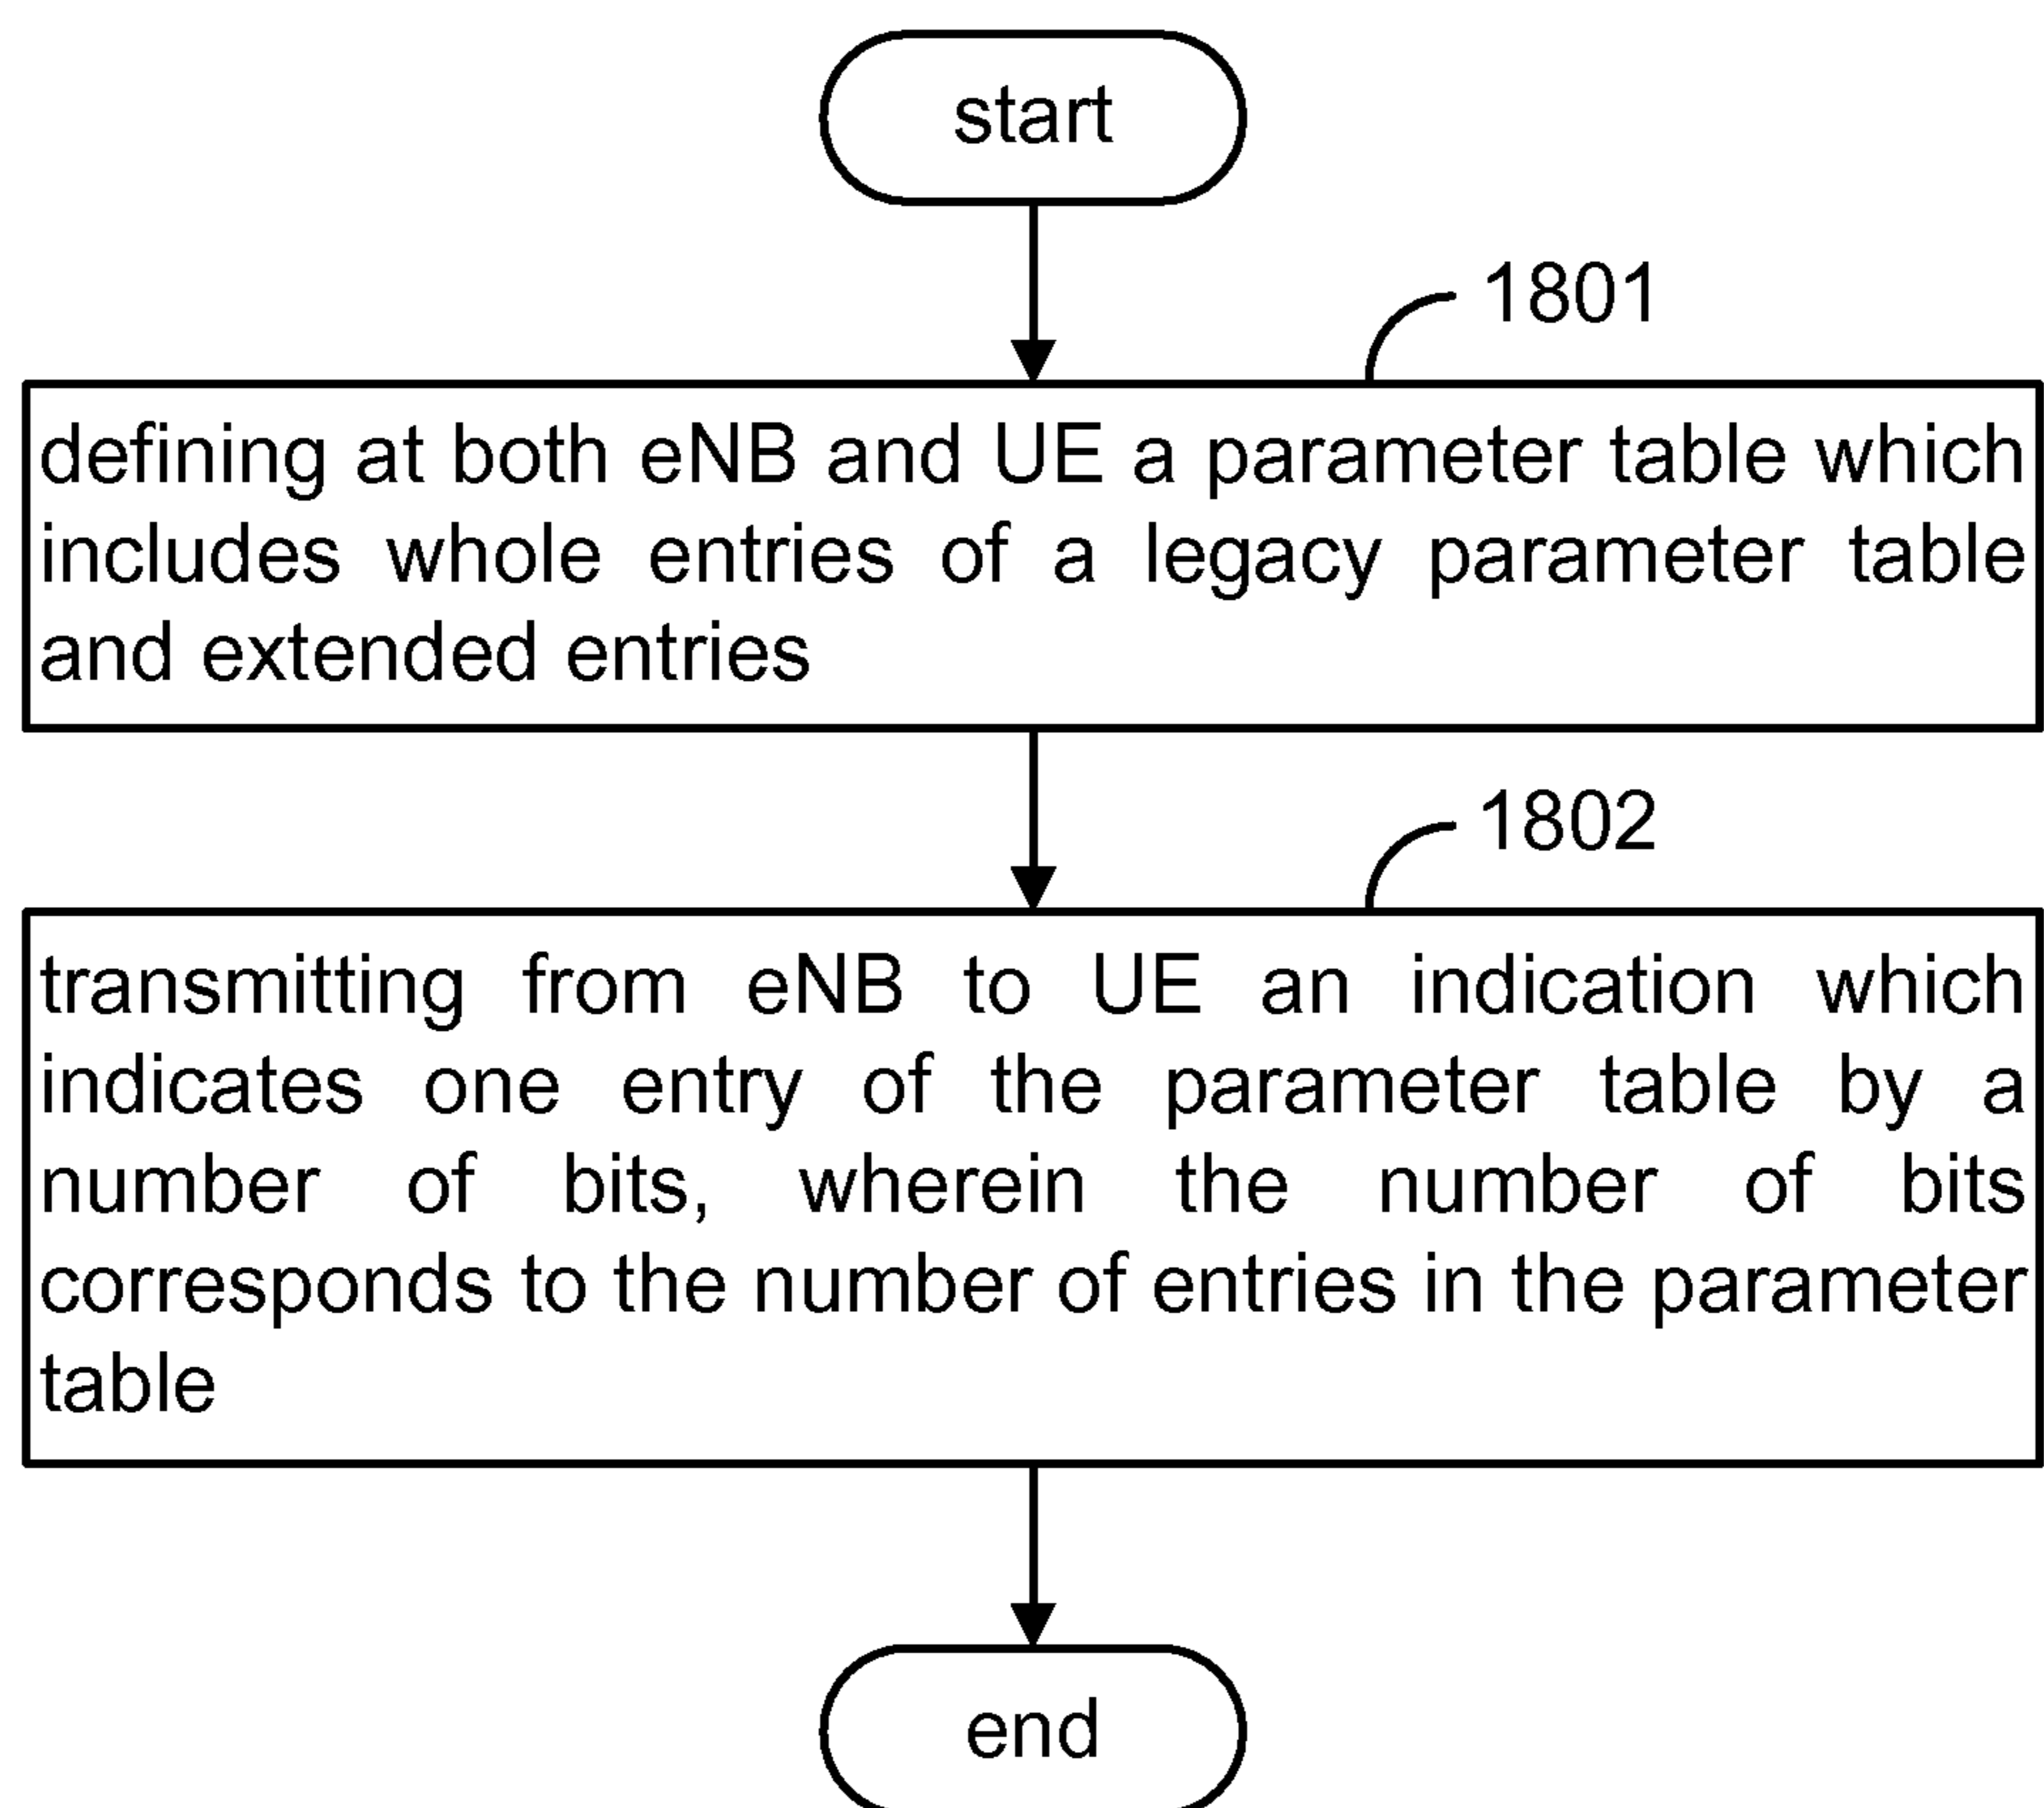 start
1801
defining at both eNB and UE a parameter table which
includes whole entries of a legacy parameter table
and extended entries
1802
transmitting from eNB to UE an indication which
indicates one entry of the parameter table by a
number of bits, wherein the number of bits
corresponds to the number of entries in the parameter
table
end